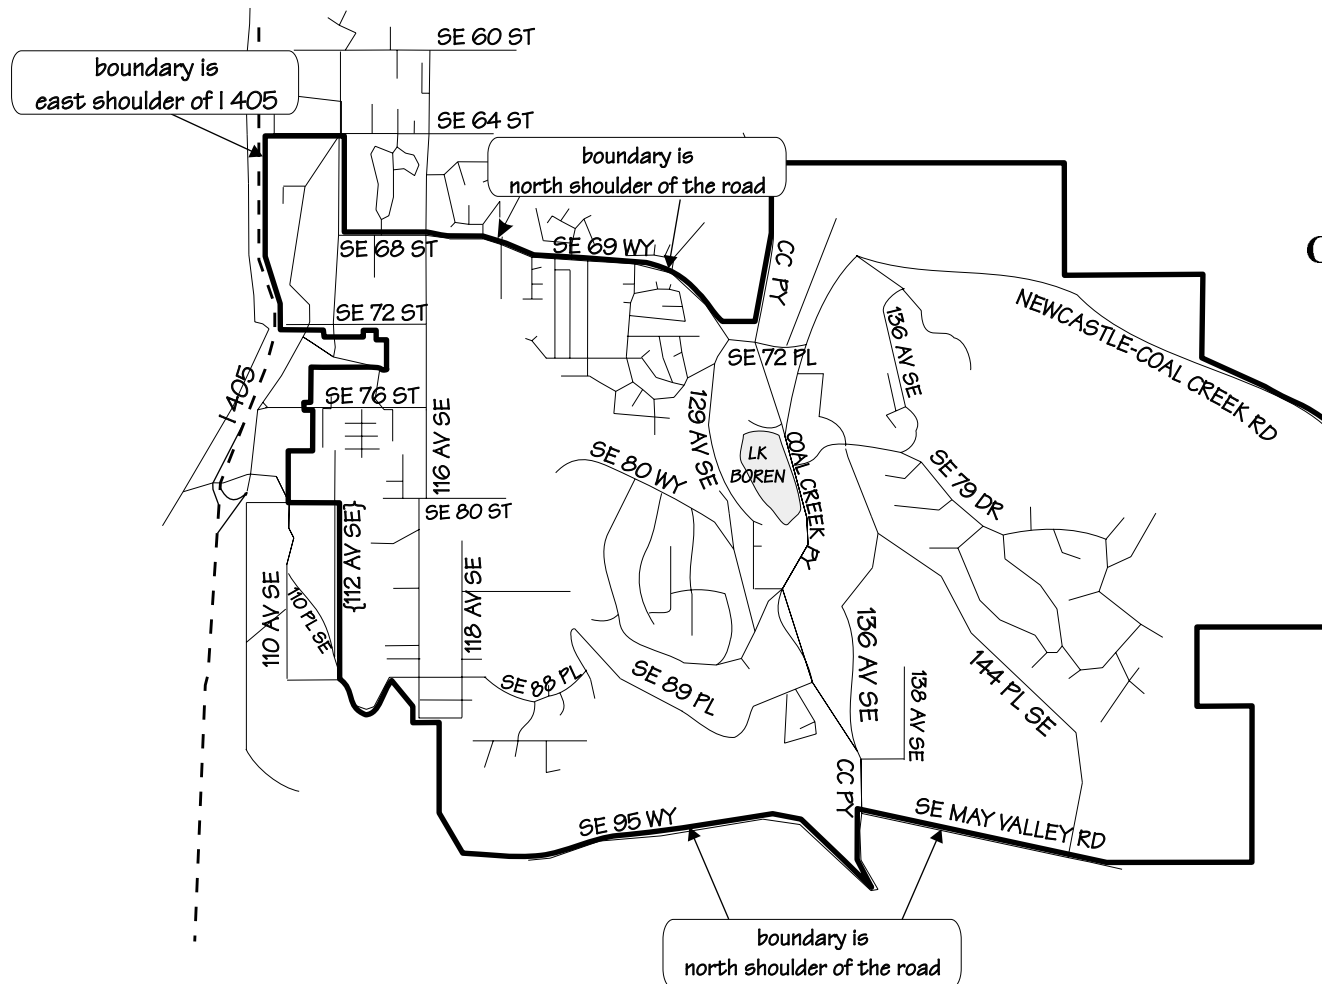 SE 60 ST
boundary is
east shoulder of I 405
SE 64 ST
boundary is
north shoulder of the road
SE 68 ST
SE 69 WY
CC PY
C
SE 72 ST
NEWCASTLE-COAL CREEK RD
136 AV SE
SE 72 PL
I 405
SE 76 ST
129 AV SE
116 AV SE
LK
BOREN
COAL CREEK P
SE 80 WY
SE 79 DR
SE 80 ST
{112 AV SE}
110 AV SE
110 PL SE
118 AV SE
136 AV SE
SE 88 PL
SE 89 PL
138 AV SE
144 PL SE
CC PY
SE 95 WY
SE MAY VALLEY RD
boundary is
north shoulder of the road